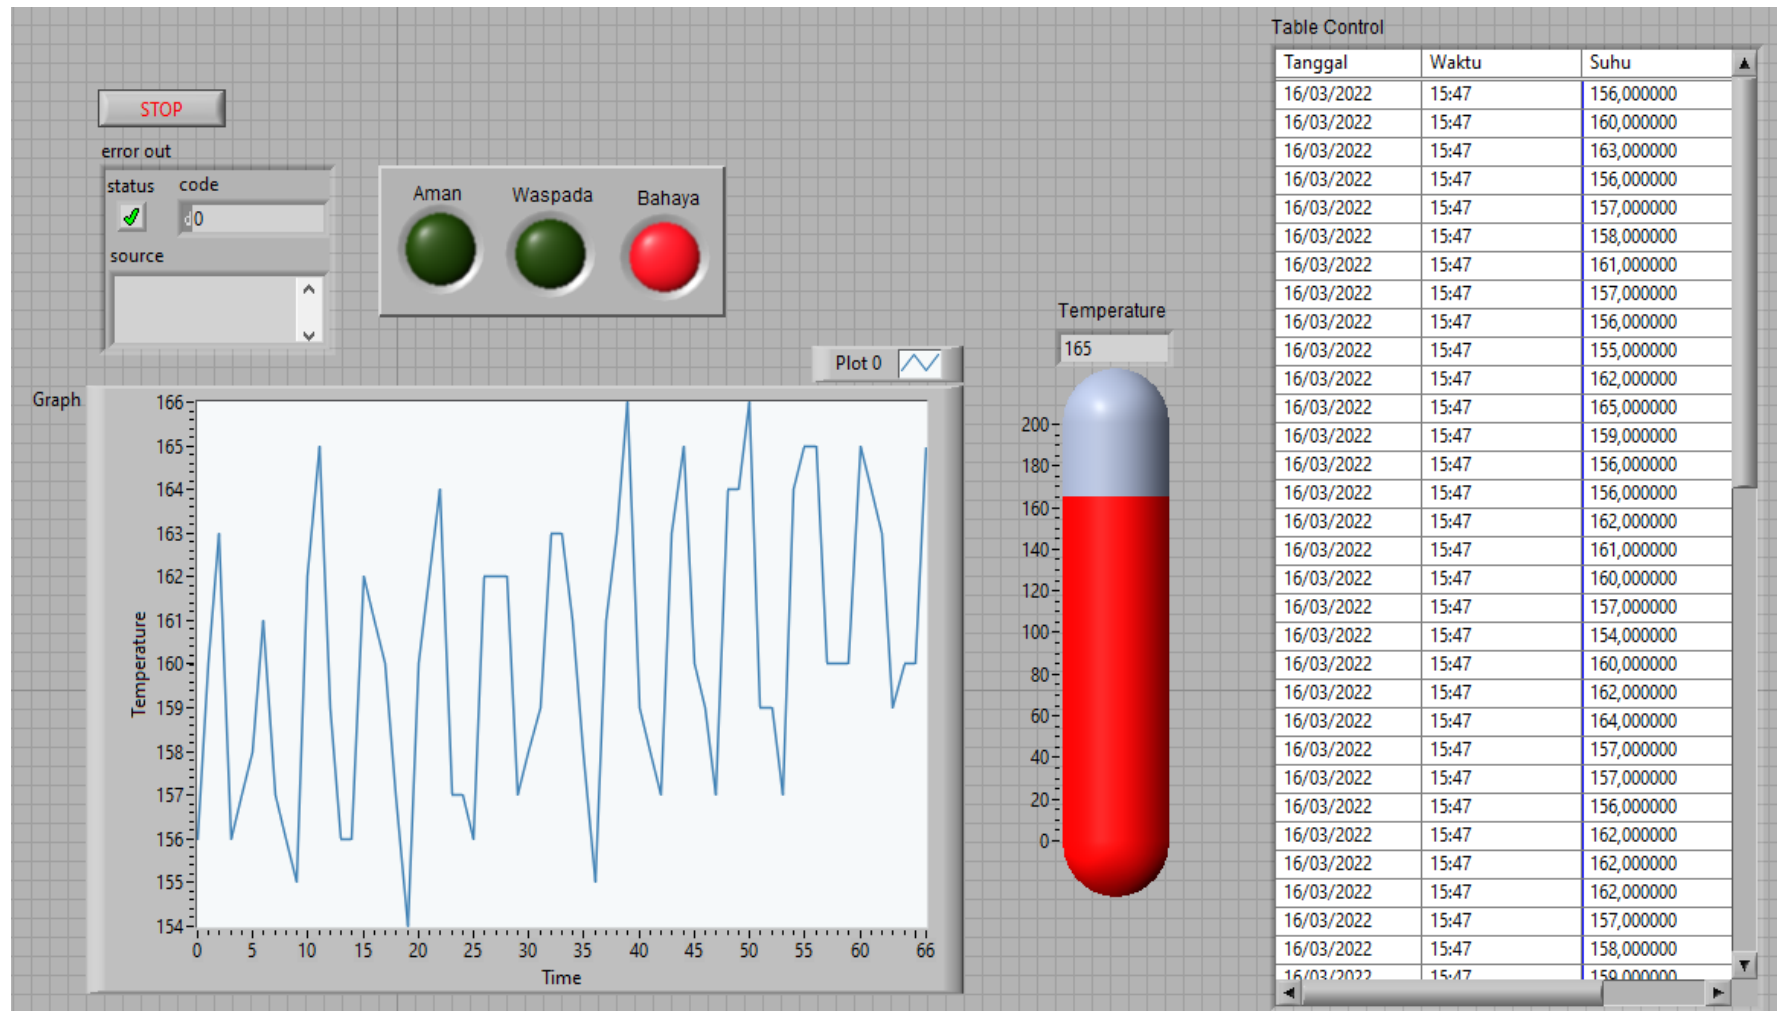 Table Control
Tanggal Waktu Suhu
16/03/2022 15:47 156,000000
16/03/2022 15:47 160,000000
16/03/2022 15:47 163,000000
16/03/2022 15:47 156,000000
16/03/2022 15:47 157,000000
16/03/2022 15:47 158,000000
16/03/2022 15:47 161,000000
16/03/2022 15:47 157,000000
16/03/2022 15:47 156,000000
16/03/2022 15:47 155,000000
16/03/2022 15:47 162,000000
16/03/2022 15:47 165,000000
16/03/2022 15:47 159,000000
16/03/2022 15:47 156,000000
16/03/2022 15:47 156,000000
16/03/2022 15:47 162,000000
16/03/2022 15:47 161,000000
16/03/2022 15:47 160,000000
16/03/2022 15:47 157,000000
16/03/2022 15:47 154,000000
16/03/2022 15:47 160,000000
16/03/2022 15:47 162,000000
16/03/2022 15:47 164,000000
16/03/2022 15:47 157,000000
16/03/2022 15:47 157,000000
16/03/2022 15:47 156,000000
16/03/2022 15:47 162,000000
16/03/2022 15:47 162,000000
16/03/2022 15:47 162,000000
16/03/2022 15:47 157,000000
16/03/2022 15:47 158,000000
16/03/2022 15:47 159,000000
STOP
error out
status code
d 0
source
Aman Waspada Bahaya
Temperature
165
200
180
160
140
120
100
80
60
40
20
0
Plot 0
Graph
166
165
164
163
162
161
160
159
158
157
156
155
154
Temperature
0 5 10 15 20 25 30 35 40 45 50 55 60 66
Time